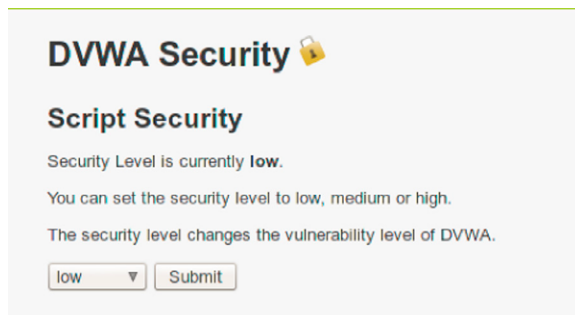 DVWA Security
Script Security
Security Level is currently low.
You can set the security level to low, medium or high.
The security level changes the vulnerability level of DVWA.
low Submit